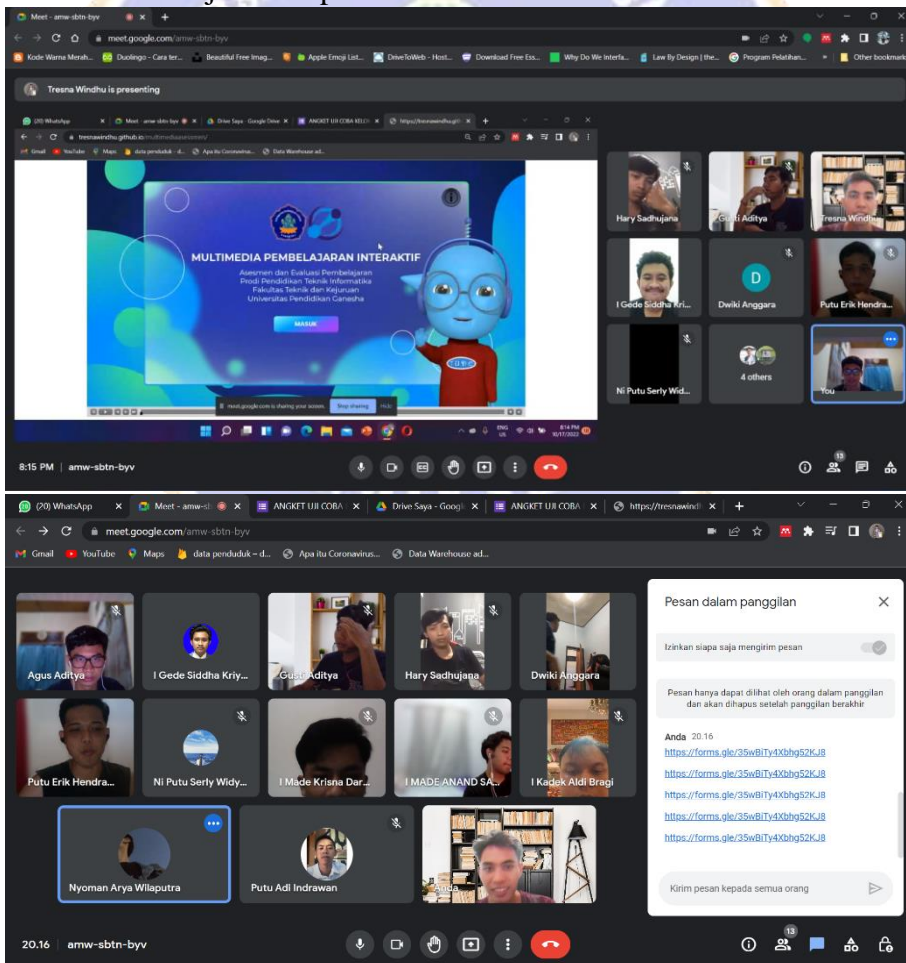 Meet - amw-sbtn-byv
meet.google.com/amw-sbtn-byv
Kode Warna Merah...
Duolingo - Cara ter...
Beautiful Free Imag...
Apple Emoji List...
DriveToWeb - Host...
Download Free Ess...
Why Do We Interfa...
Law By Design | the...
Program Pelatihan...
Other bookmark
Tresna Windhu is presenting
(20) WhatsApp
Meet - amw-sbtn-byv
Drive Saya - Google Drive
tresnawindhu.github.io
Gmail
YouTube
Maps
data penduduk - d...
Apa itu Coronavirus...
Data Warehouse ad...
MULTIMEDIA PEMBELAJARAN INTERAKTIF
Asesmen dan Evaluasi Pembelajaran
Prodi Pendidikan Teknik Informatika
Fakultas Teknik dan Kejuruan
Universitas Pendidikan Ganesha
MASUK
meet.google.com is sharing your screen.
Stop sharing
Hide
ENG
US
8:14 PM
10/17/2022
Hary Sadhujana
Gusti Aditya
Tresna Windhu
I Gede Siddha Kri...
D
Dwiki Anggara
Putu Erik Hendra...
Ni Putu Serly Wid...
4 others
You
8:15 PM | amw-sbtn-byv
13
(20) WhatsApp
Meet - amw-sb
ANGKET UJI COBA
Drive Saya - Googl
ANGKET UJI COBA
https://tresnawindh
meet.google.com/amw-sbtn-byv
Gmail
YouTube
Maps
data penduduk – d...
Apa itu Coronavirus...
Data Warehouse ad...
Agus Aditya
I Gede Siddha Kriy...
Gusti Aditya
Hary Sadhujana
Dwiki Anggara
Putu Erik Hendra...
Ni Putu Serly Widy...
I Made Krisna Dar...
I MADE ANAND SA...
I Kadek Aldi Bragi
Nyoman Arya Wilaputra
Putu Adi Indrawan
Anda
Pesan dalam panggilan
Izinkan siapa saja mengirim pesan
Pesan hanya dapat dilihat oleh orang dalam panggilan
dan akan dihapus setelah panggilan berakhir
Anda 20.16
https://forms.gle/35wBiTy4Xbhg52KJ8
https://forms.gle/35wBiTy4Xbhg52KJ8
https://forms.gle/35wBiTy4Xbhg52KJ8
https://forms.gle/35wBiTy4Xbhg52KJ8
https://forms.gle/35wBiTy4Xbhg52KJ8
Kirim pesan kepada semua orang
20.16 | amw-sbtn-byv
13